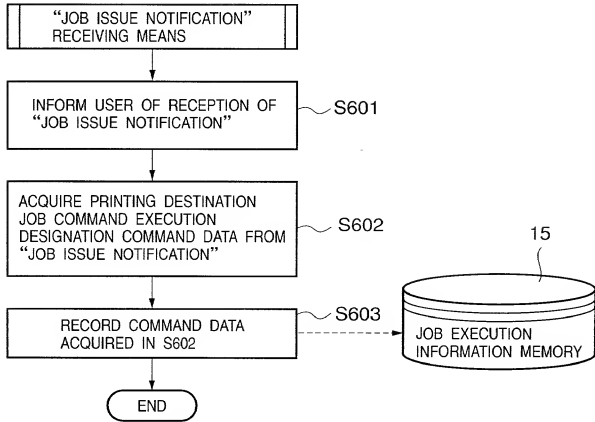 “JOB ISSUE NOTIFICATION”
RECEIVING MEANS
INFORM USER OF RECEPTION OF
“JOB ISSUE NOTIFICATION”
S601
ACQUIRE PRINTING DESTINATION
JOB COMMAND EXECUTION
DESIGNATION COMMAND DATA FROM
“JOB ISSUE NOTIFICATION”
S602
RECORD COMMAND DATA
ACQUIRED IN S602
S603
15
JOB EXECUTION
INFORMATION MEMORY
END